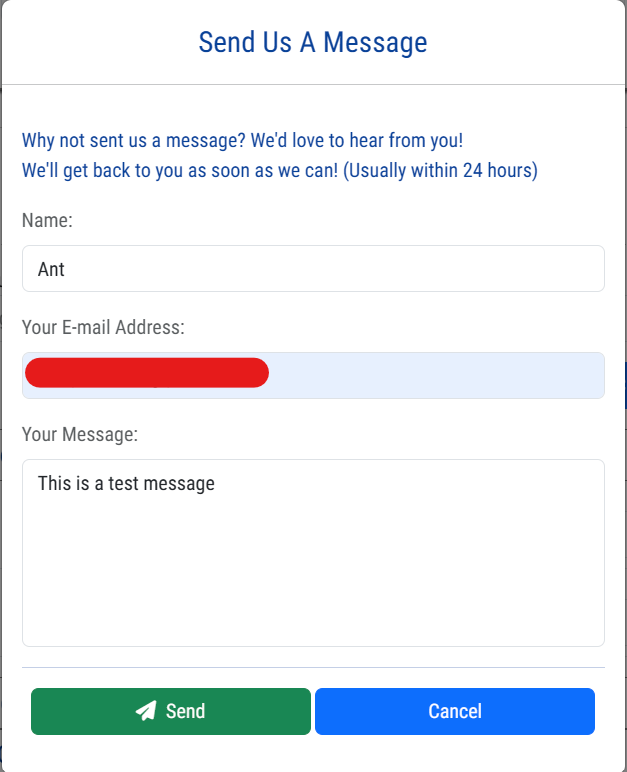 Send Us A Message
Why not sent us a message? We'd love to hear from you!
We'll get back to you as soon as we can! (Usually within 24 hours)
Name:
Ant
Your E-mail Address:
Your Message:
This is a test message
Send
Cancel